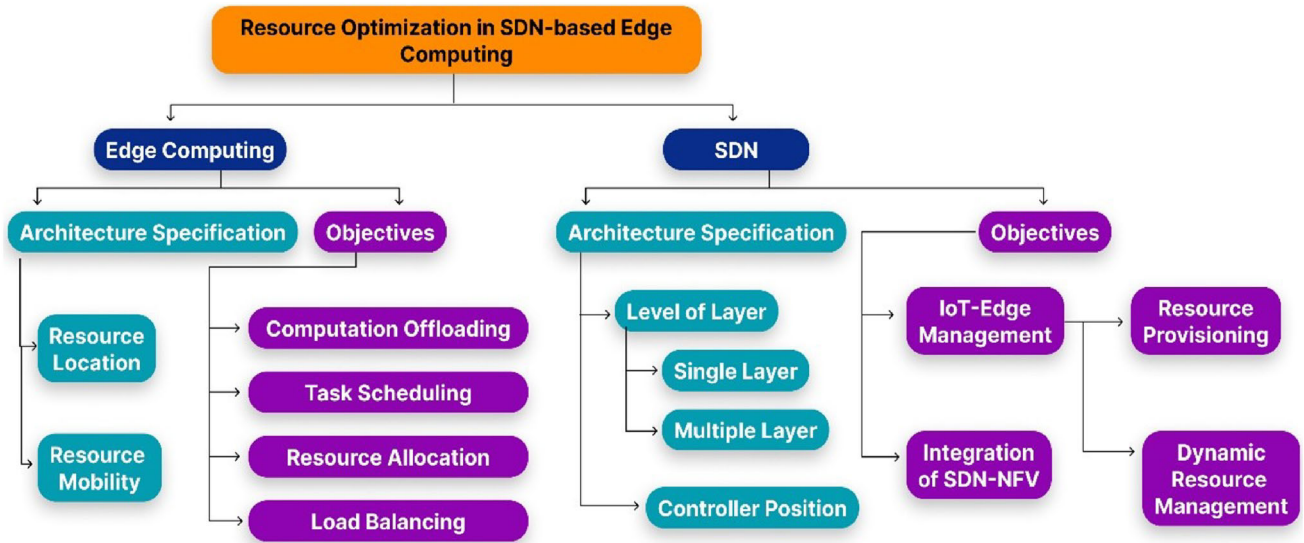 Resource Optimization in SDN-based Edge
Computing
Edge Computing
SDN
Architecture Specification
Objectives
Architecture Specification
Objectives
Resource
Location
Resource
Mobility
Computation Offloading
Task Scheduling
Resource Allocation
Load Balancing
Level of Layer
Single Layer
Multiple Layer
Controller Position
IoT-Edge
Management
Resource
Provisioning
Integration
of SDN-NFV
Dynamic
Resource
Management